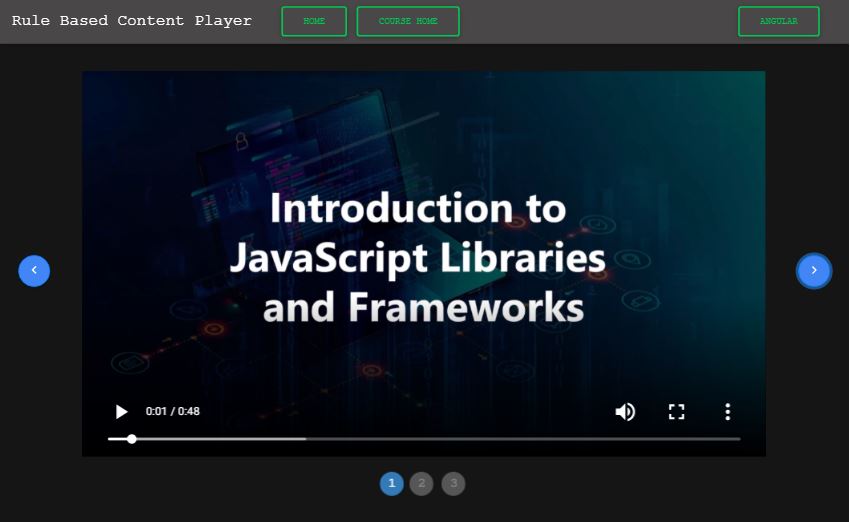 Rule Based Content Player
HOME
COURSE HOME
ANGULAR
Introduction to
JavaScript Libraries
and Frameworks
0:01 / 0:48
1 2 3